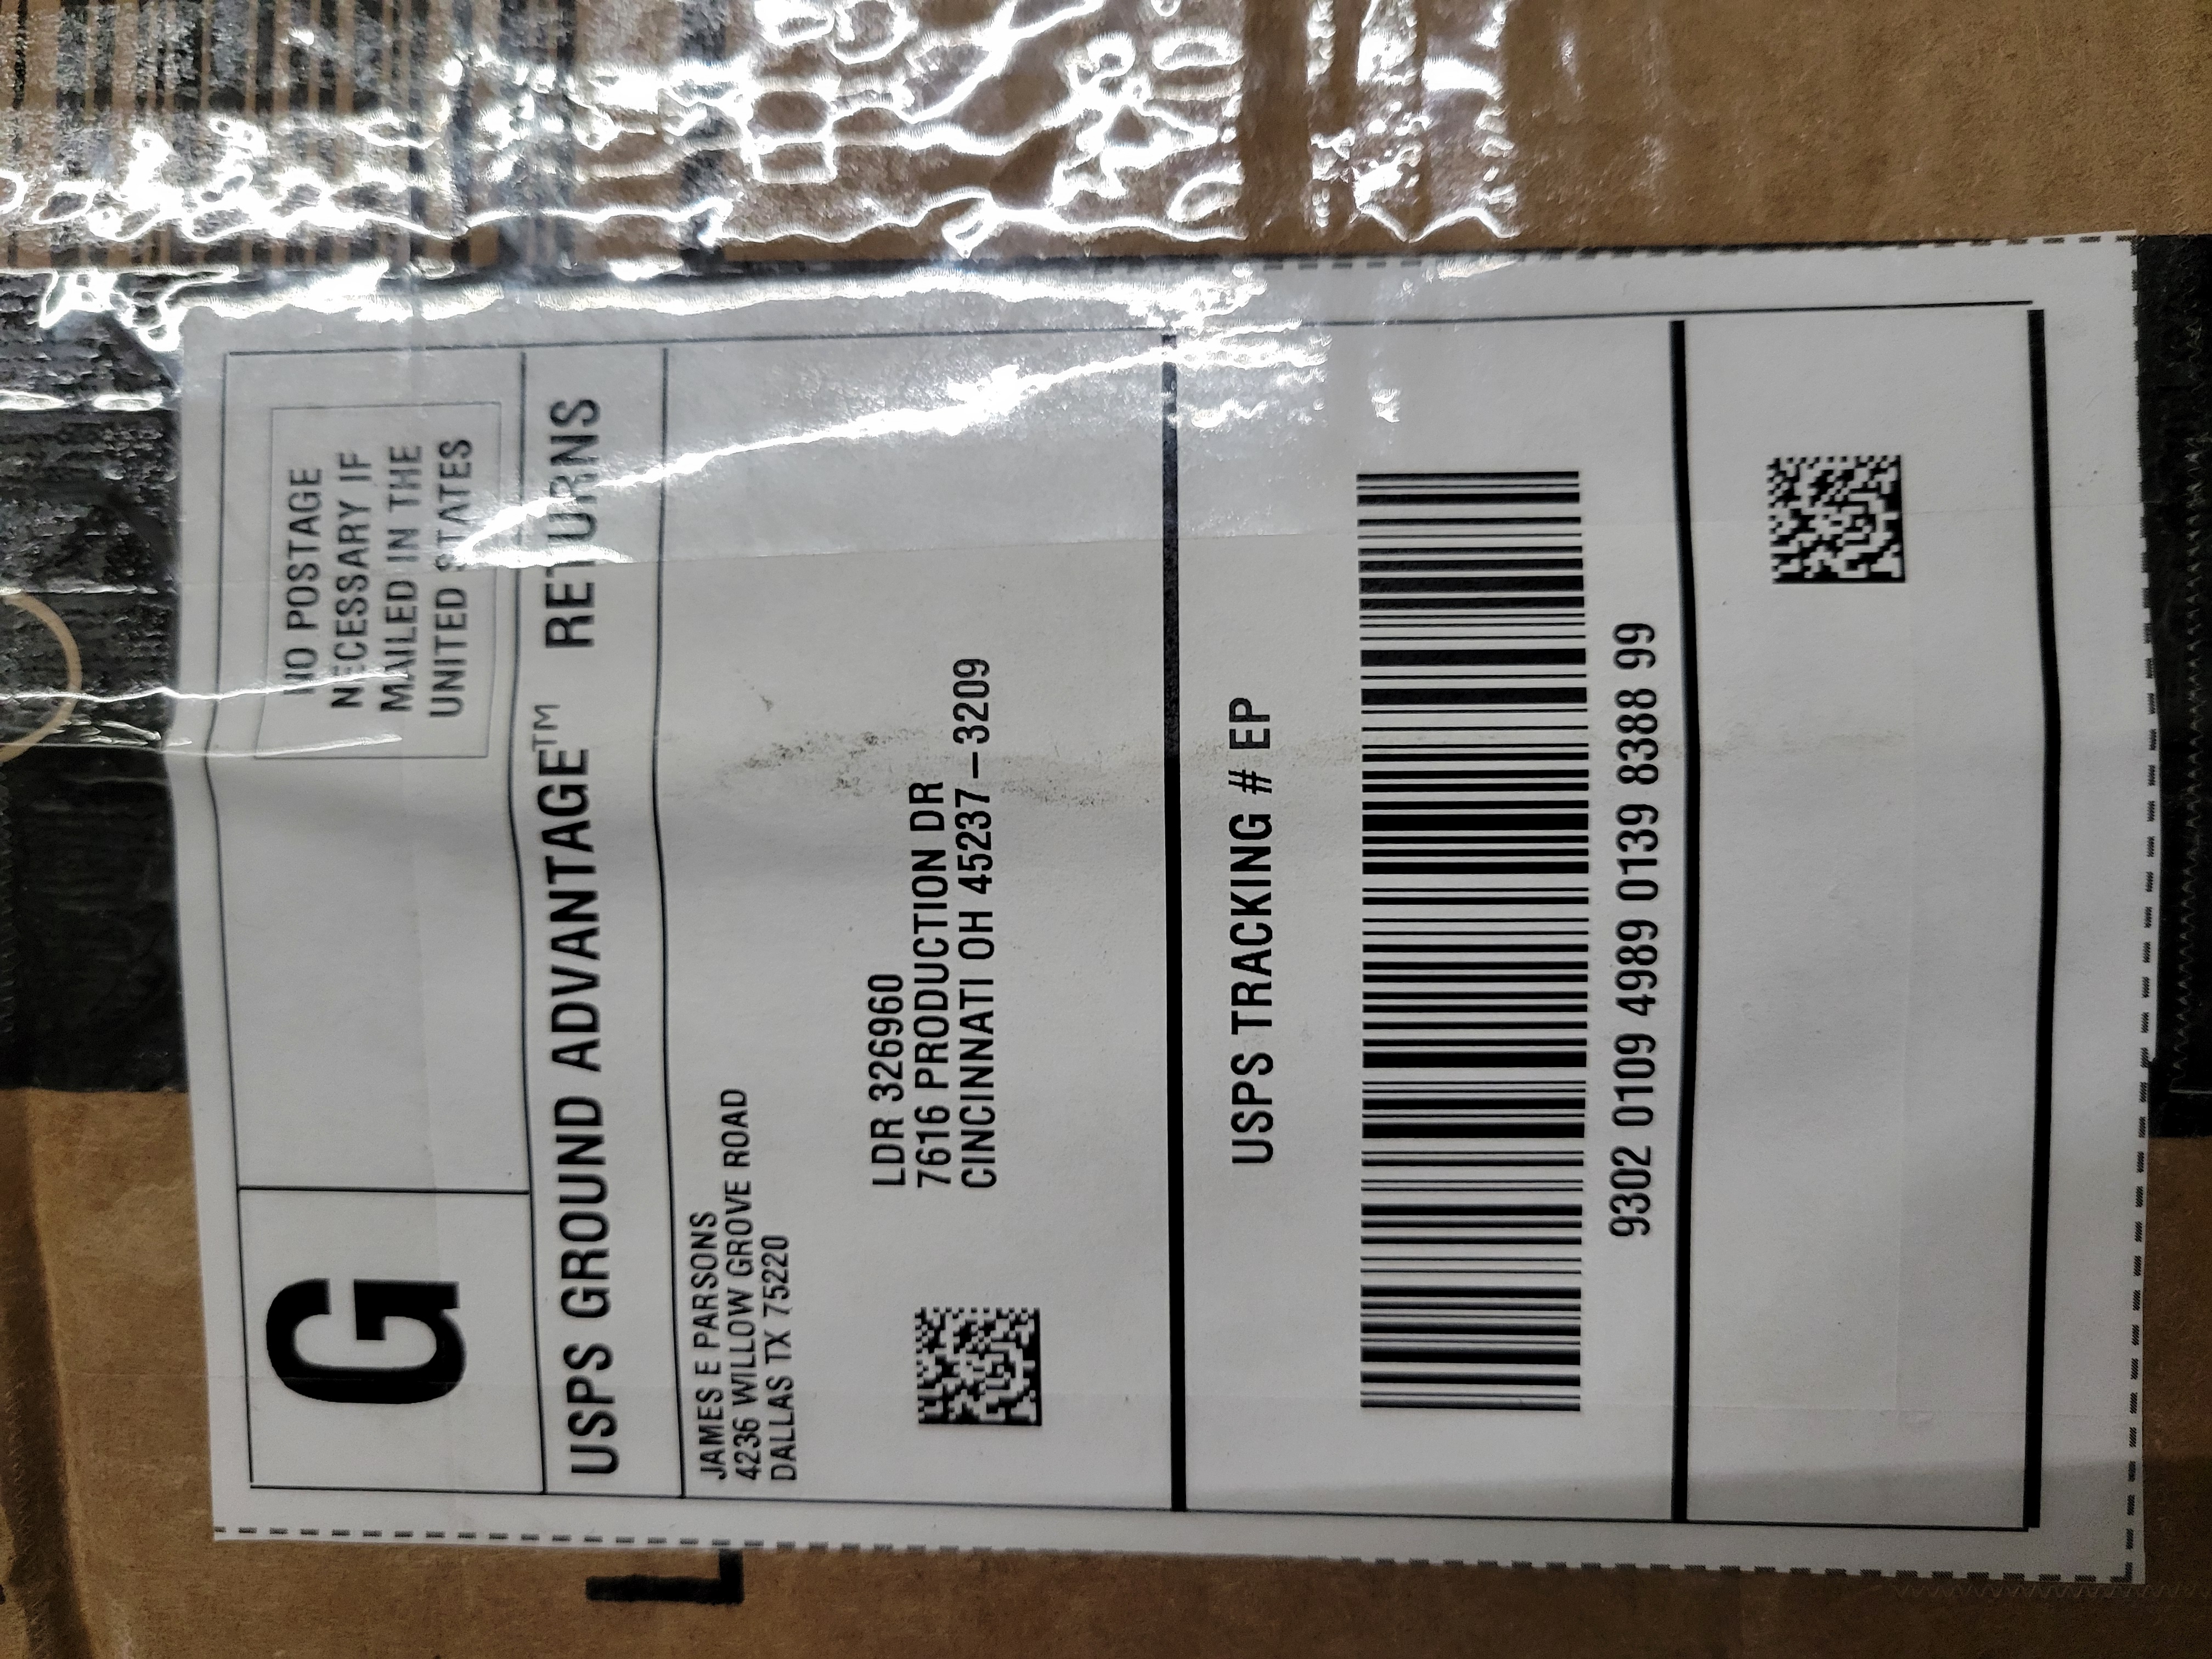 G
NO POSTAGE
NECESSARY IF
MAILED IN THE
UNITED STATES
USPS GROUND ADVANTAGE™ RETURNS
JAMES E PARSONS
4236 WILLOW GROVE ROAD
DALLAS TX 75220
LDR 326960
7616 PRODUCTION DR
CINCINNATI OH 45237-3209
USPS TRACKING # EP
9302 0109 4989 0139 8388 99
L